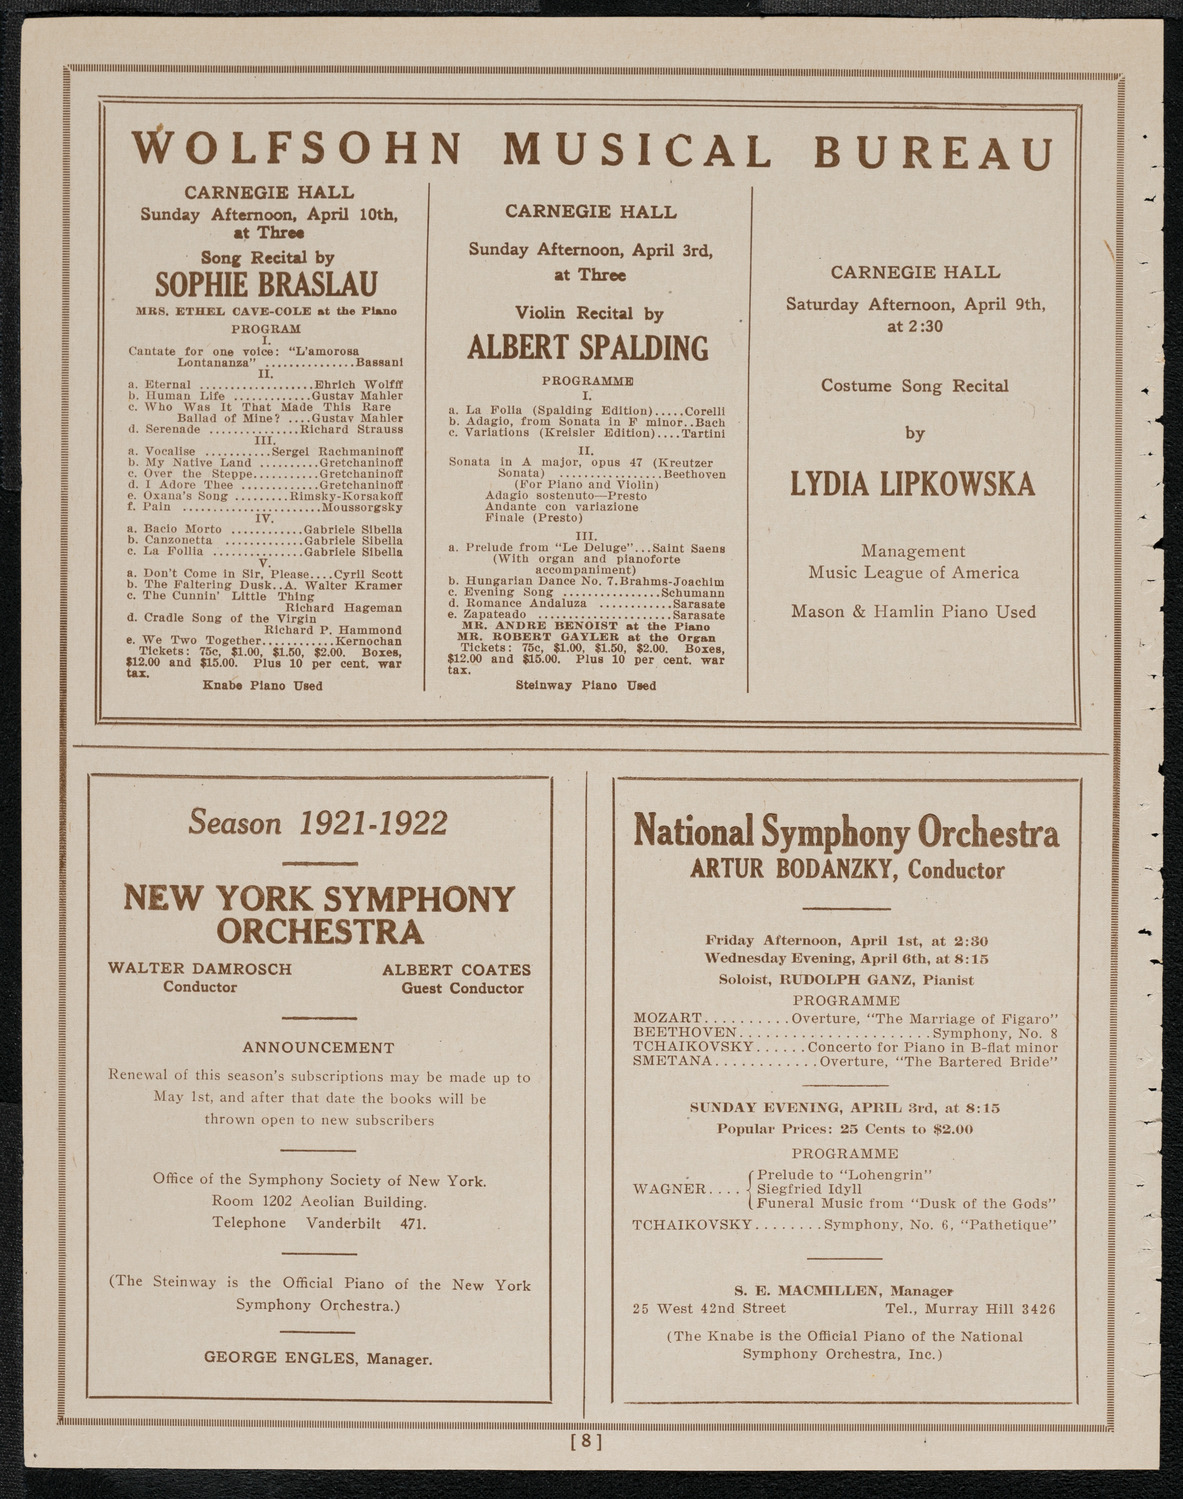 WOLFSOHN MUSICAL BUREAU
CARNEGIE HALL
Sunday Afternoon, April 10th,
at Three
Song Recital by
SOPHIE BRASLAU
MRS. ETHEL CAVE-COLE at the Piano
PROGRAM
I.
Cantate for one voice: "L'amorosa
Lontananza" ...............Bassani
II.
a. Eternal ...................Ehrich Wolff
b. Human Life .............Gustav Mahler
c. Who Was It That Made This Rare
Ballad of Mine? ....Gustav Mahler
d. Serenade ...............Richard Strauss
III.
a. Vocalise ...........Sergei Rachmaninoff
b. My Native Land ..........Gretchaninoff
c. Over the Steppe...........Gretchaninoff
d. I Adore Thee .............Gretchaninoff
e. Oxana's Song .........Rimsky-Korsakoff
f. Pain .......................Moussorgsky
IV.
a. Bacio Morto ............Gabriele Sibella
b. Canzonetta .............Gabriele Sibella
c. La Follia ...............Gabriele Sibella
V.
a. Don't Come in Sir, Please....Cyril Scott
b. The Faltering Dusk..A. Walter Kramer
c. The Cunnin' Little Thing
Richard Hageman
d. Cradle Song of the Virgin
Richard P. Hammond
e. We Two Together............Kernochan
Tickets: 75c, $1.00, $1.50, $2.00. Boxes,
$12.00 and $15.00. Plus 10 per cent. war
tax.
Knabe Piano Used
CARNEGIE HALL
Sunday Afternoon, April 3rd,
at Three
Violin Recital by
ALBERT SPALDING
PROGRAMME
I.
a. La Folia (Spalding Edition).....Corelli
b. Adagio, from Sonata in F minor..Bach
c. Variations (Kreisler Edition)....Tartini
II.
Sonata in A major, opus 47 (Kreutzer
Sonata) ..................Beethoven
(For Piano and Violin)
Adagio sostenuto—Presto
Andante con variazione
Finale (Presto)
III.
a. Prelude from "Le Deluge"...Saint Saens
(With organ and pianoforte
accompaniment)
b. Hungarian Dance No. 7.Brahms-Joachim
c. Evening Song ................Schumann
d. Romance Andaluza ............Sarasate
e. Zapateado ......................Sarasate
MR. ANDRE BENOIST at the Piano
MR. ROBERT GAYLER at the Organ
Tickets: 75c, $1.00, $1.50, $2.00. Boxes,
$12.00 and $15.00. Plus 10 per cent. war
tax.
Steinway Piano Used
CARNEGIE HALL
Saturday Afternoon, April 9th,
at 2:30
Costume Song Recital
by
LYDIA LIPKOWSKA
Management
Music League of America
Mason & Hamlin Piano Used
Season 1921-1922
NEW YORK SYMPHONY
ORCHESTRA
WALTER DAMROSCH ALBERT COATES
Conductor Guest Conductor
ANNOUNCEMENT
Renewal of this season's subscriptions may be made up to
May 1st, and after that date the books will be
thrown open to new subscribers
Office of the Symphony Society of New York.
Room 1202 Aeolian Building.
Telephone Vanderbilt 471.
(The Steinway is the Official Piano of the New York
Symphony Orchestra.)
GEORGE ENGLES, Manager.
National Symphony Orchestra
ARTUR BODANZKY, Conductor
Friday Afternoon, April 1st, at 2:30
Wednesday Evening, April 6th, at 8:15
Soloist, RUDOLPH GANZ, Pianist
PROGRAMME
MOZART..........Overture, "The Marriage of Figaro"
BEETHOVEN.......................Symphony, No. 8
TCHAIKOVSKY......Concerto for Piano in B-flat minor
SMETANA............Overture, "The Bartered Bride"
SUNDAY EVENING, APRIL 3rd, at 8:15
Popular Prices: 25 Cents to $2.00
PROGRAMME
Prelude to "Lohengrin"
WAGNER.... Siegfried Idyll
Funeral Music from "Dusk of the Gods"
TCHAIKOVSKY........Symphony, No. 6, "Pathetique"
S. E. MACMILLEN, Manager
25 West 42nd Street Tel., Murray Hill 3426
(The Knabe is the Official Piano of the National
Symphony Orchestra, Inc.)
[8]